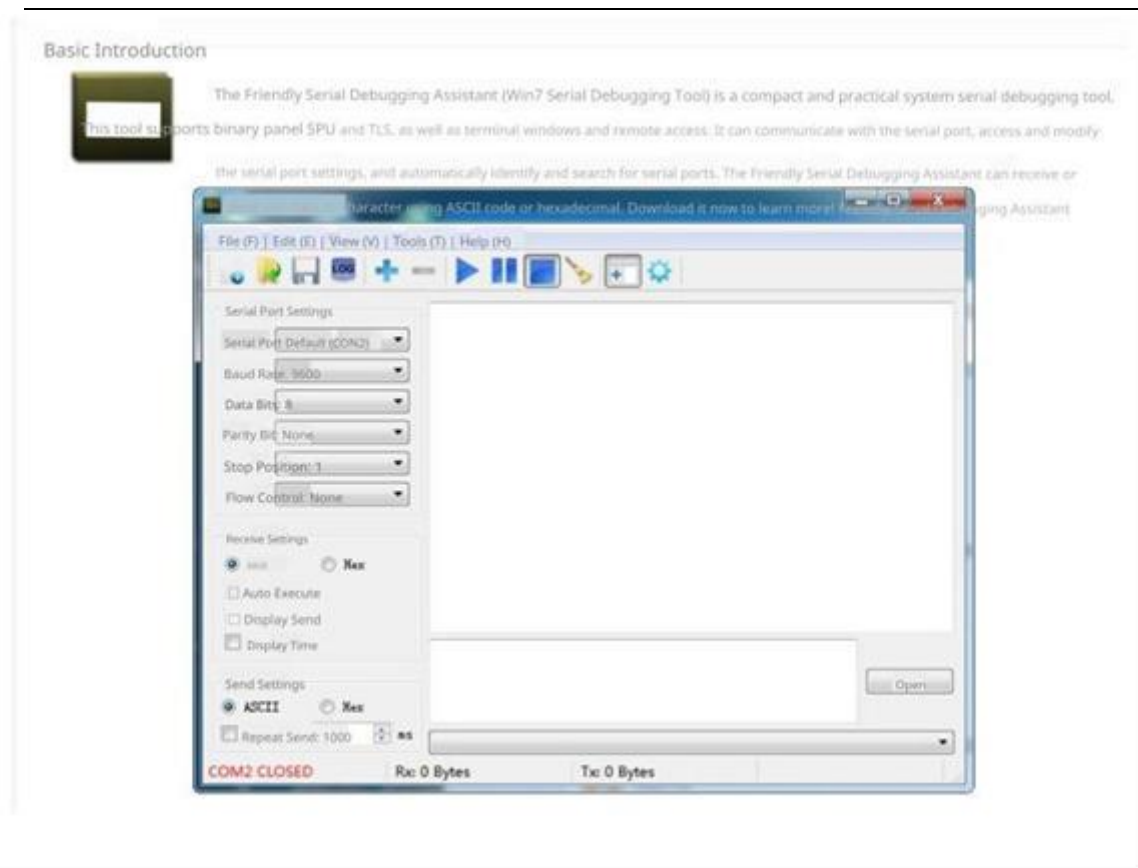 Basic Introduction
The Friendly Serial Debugging Assistant (Win7 Serial Debugging Tool) is a compact and practical system serial debugging tool.
This tool supports binary panel SPU and TLS, as well as terminal windows and remote access. It can communicate with the serial port, access and modify
the serial port settings, and automatically identify and search for serial ports. The Friendly Serial Debugging Assistant can receive or
character using ASCII code or hexadecimal. Download it now to learn more!
ging Assistant
File (F) | Edit (E) | View (V) | Tools (T) | Help (H)
LOG
Serial Port Settings
Serial Port Default (CON2)
Baud Rate: 9600
Data Bits: 8
Parity Bit: None
Stop Position: 1
Flow Control: None
Receive Settings
Hex
Auto Execute
Display Send
Display Time
Send Settings
Open
ASCII Hex
Repeat Send: 1000 ms
COM2 CLOSED Rx: 0 Bytes Tx: 0 Bytes